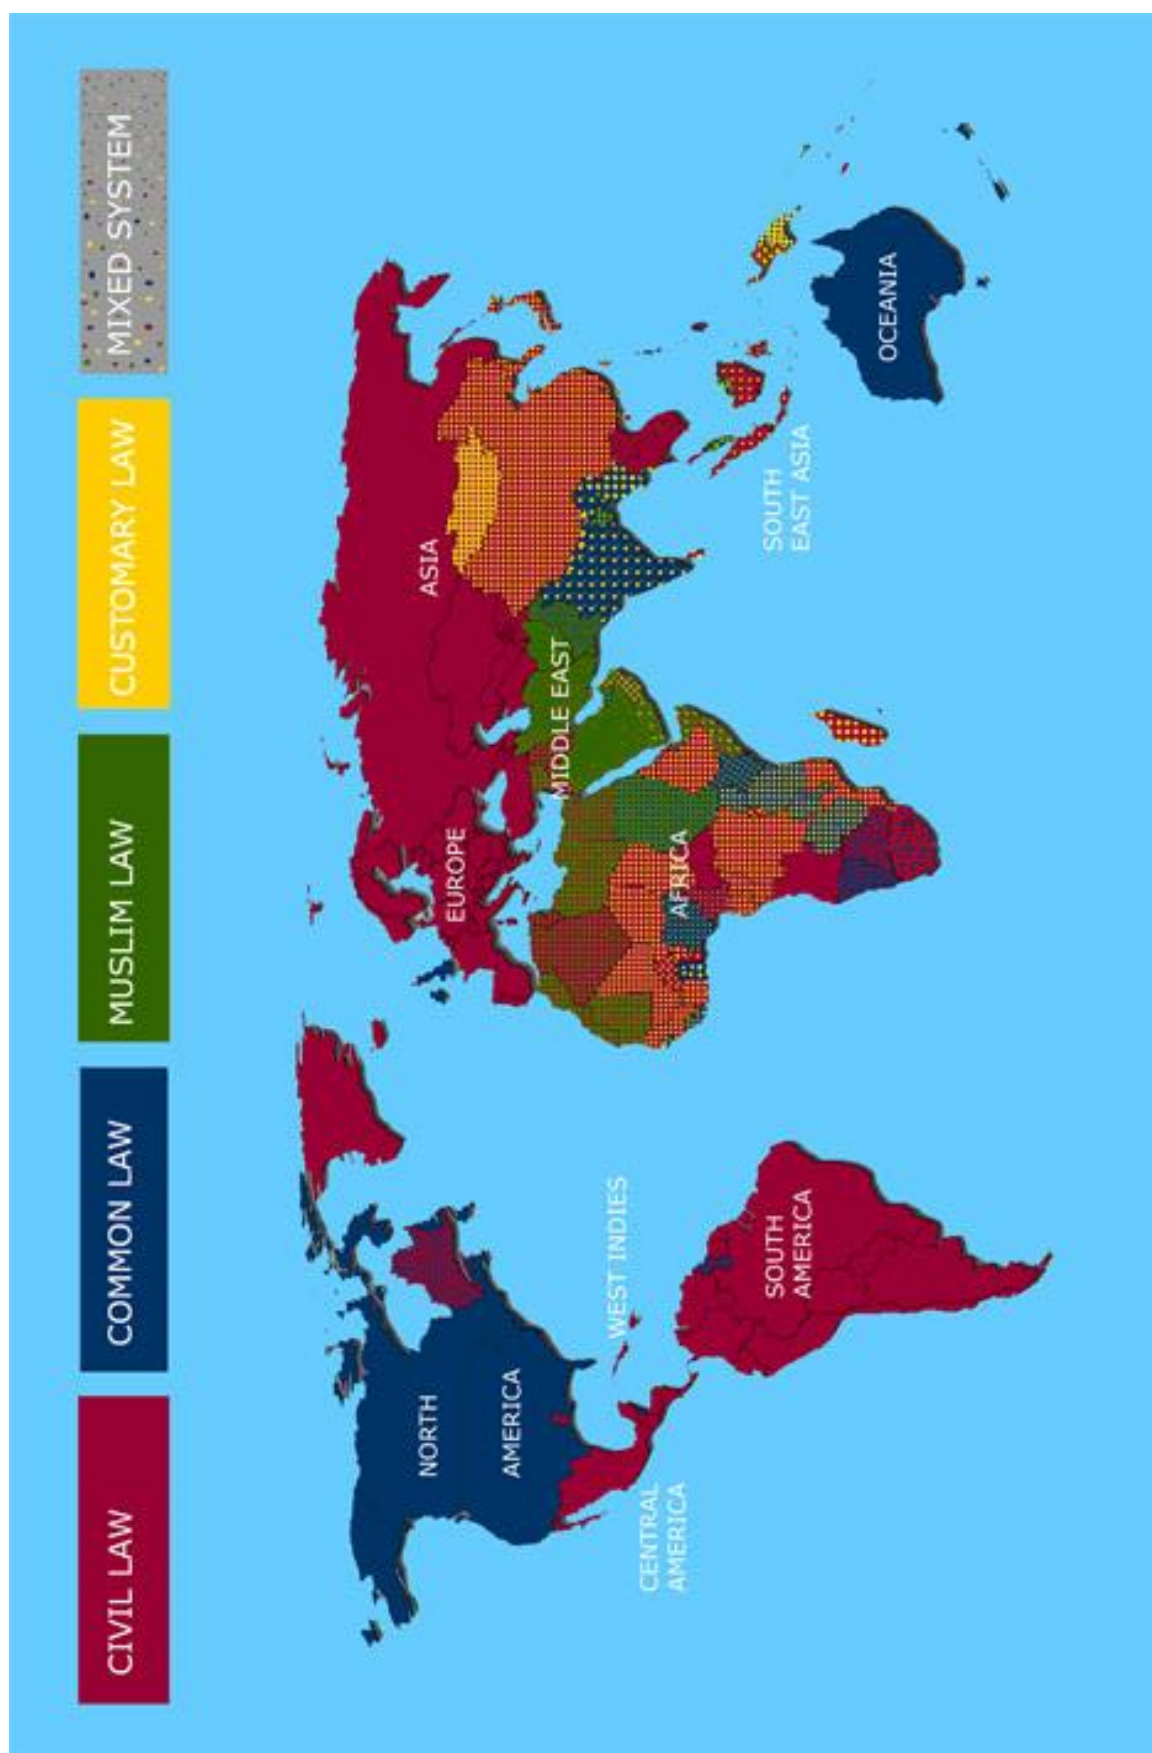 CIVIL LAW
COMMON LAW
MUSLIM LAW
CUSTOMARY LAW
MIXED SYSTEM
NORTH
AMERICA
CENTRAL
AMERICA
WEST INDIES
SOUTH
AMERICA
EUROPE
AFRICA
MIDDLE EAST
ASIA
SOUTH
EAST ASIA
OCEANIA